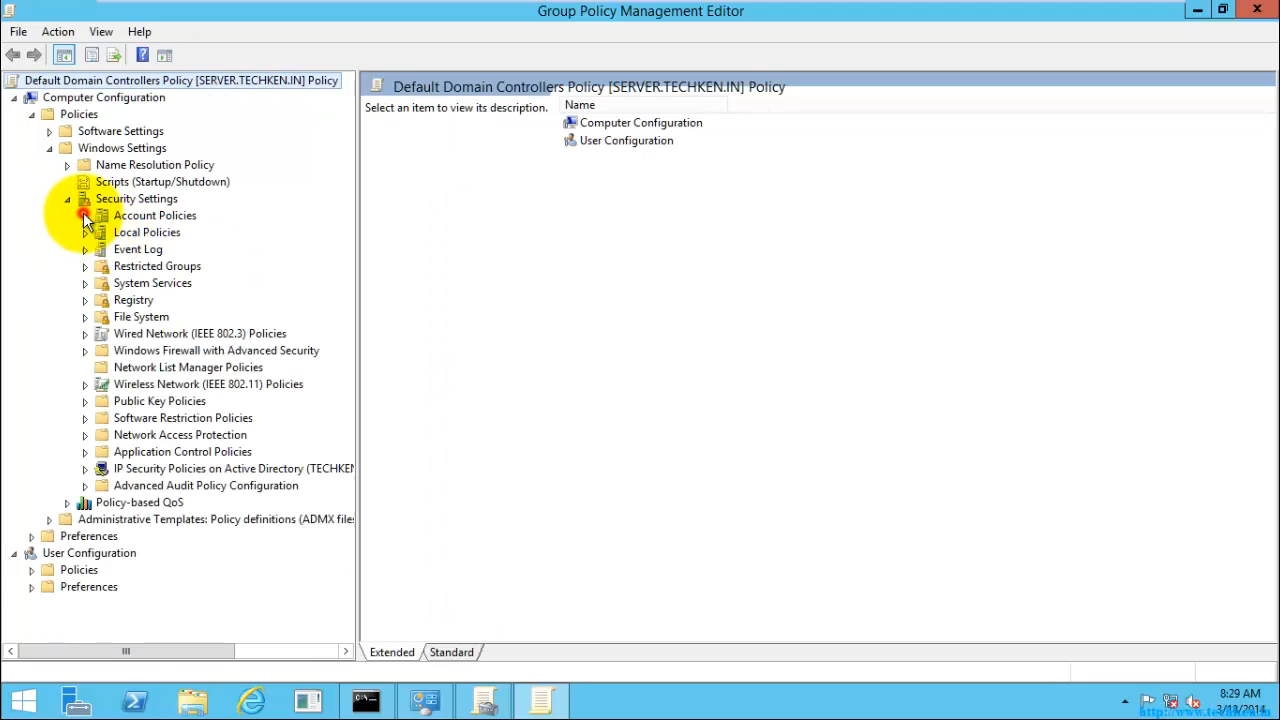 Group Policy Management Editor
File Action View Help
Default Domain Controllers Policy [SERVER.TECHKEN.IN] Policy
Computer Configuration
Policies
Software Settings
Windows Settings
Name Resolution Policy
Scripts (Startup/Shutdown)
Security Settings
Account Policies
Local Policies
Event Log
Restricted Groups
System Services
Registry
File System
Wired Network (IEEE 802.3) Policies
Windows Firewall with Advanced Security
Network List Manager Policies
Wireless Network (IEEE 802.11) Policies
Public Key Policies
Software Restriction Policies
Network Access Protection
Application Control Policies
IP Security Policies on Active Directory (TECHKEN
Advanced Audit Policy Configuration
Policy-based QoS
Administrative Templates: Policy definitions (ADMX files
Preferences
User Configuration
Policies
Preferences
Default Domain Controllers Policy [SERVER.TECHKEN.IN] Policy
Select an item to view its description.
Name
Computer Configuration
User Configuration
Extended Standard
8:29 AM
3/13/2014